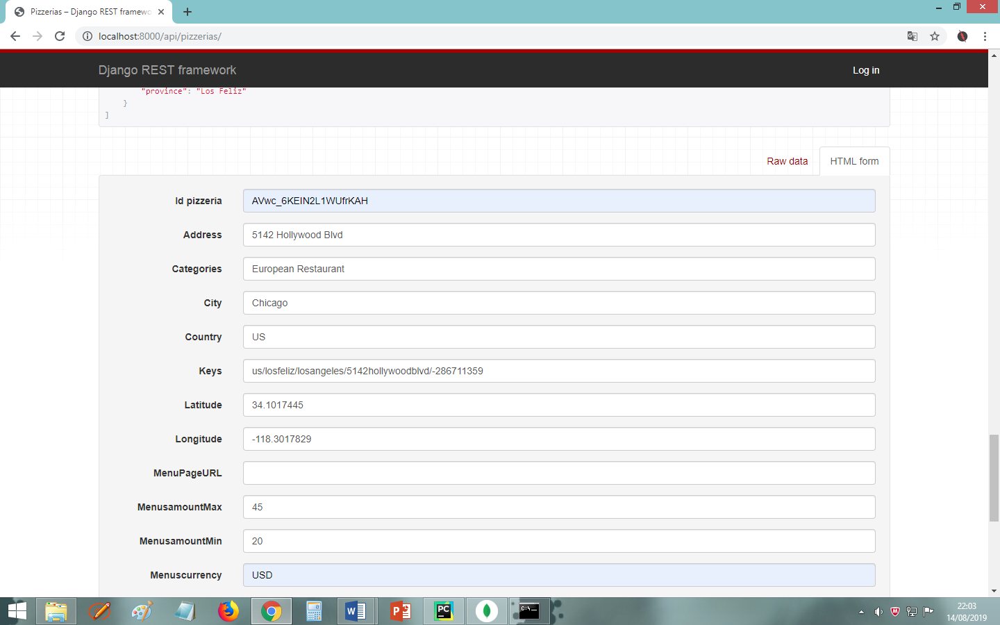 Pizzerias – Django REST framewo
localhost:8000/api/pizzerias/
Django REST framework
Log in
"province": "Los Feliz"
}
]
Raw data
HTML form
Id pizzeria
AVwc_6KEIN2L1WUfrKAH
Address
5142 Hollywood Blvd
Categories
European Restaurant
City
Chicago
Country
US
Keys
us/losfeliz/losangeles/5142hollywoodblvd/-286711359
Latitude
34.1017445
Longitude
-118.3017829
MenuPageURL
MenusamountMax
45
MenusamountMin
20
Menuscurrency
USD
22:03
14/08/2019